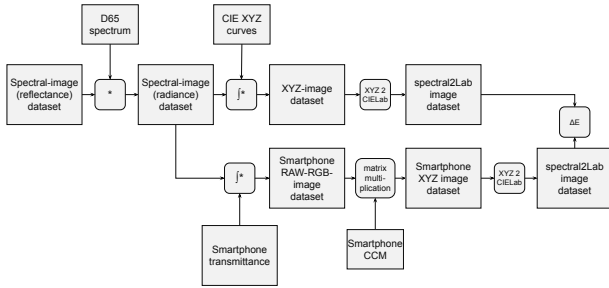 D65
spectrum
CIE XYZ
curves
Spectral-image
(reflectance)
dataset
*
Spectral-image
(radiance)
dataset
∫*
XYZ-image
dataset
XYZ 2
CIELab
spectral2Lab
image
dataset
ΔE
∫*
Smartphone
RAW-RGB-
image
dataset
matrix
multi-
plication
Smartphone
XYZ image
dataset
XYZ 2
CIELab
spectral2Lab
image
dataset
Smartphone
transmittance
Smartphone
CCM